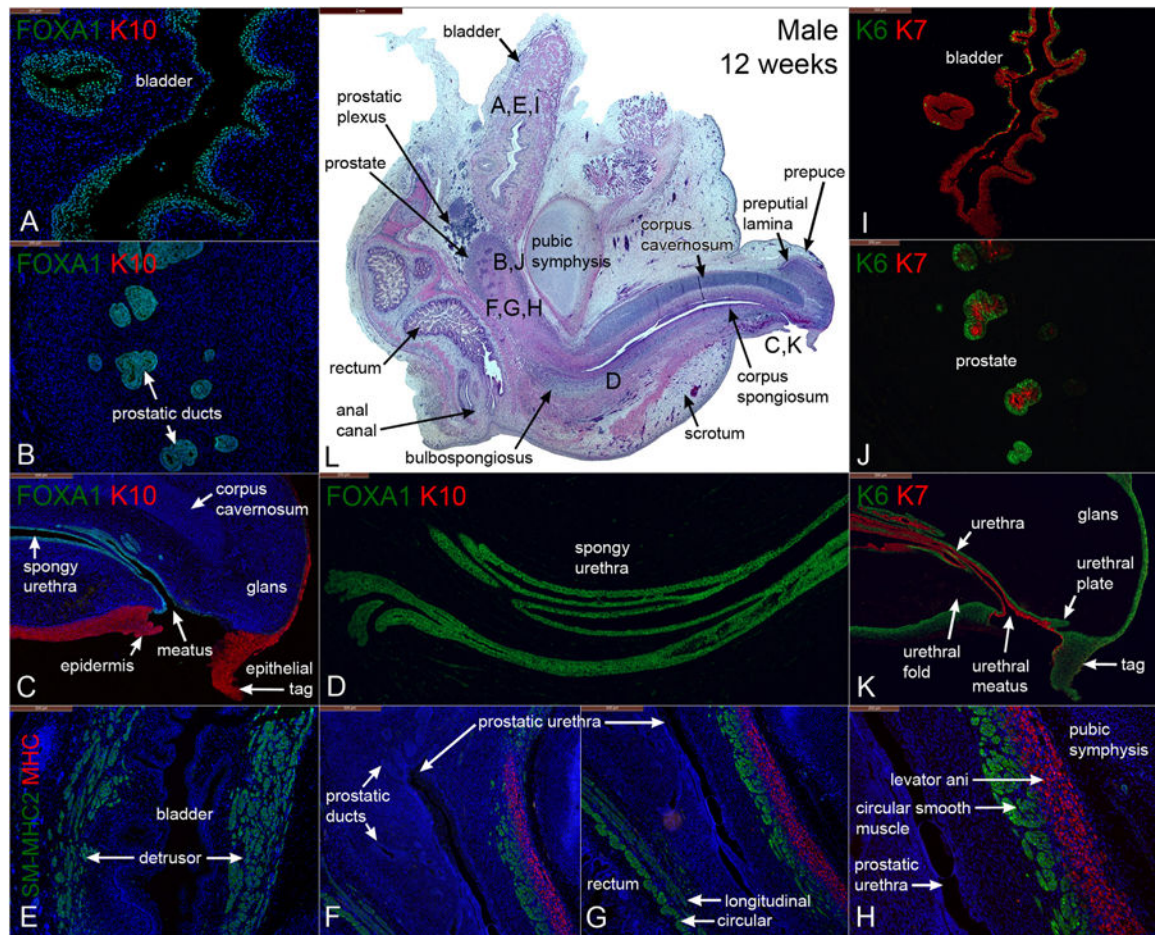 FOXA1 K10
bladder
A
FOXA1 K10
prostatic ducts
B
FOXA1 K10
corpus
cavernosum
spongy
urethra
glans
meatus
epidermis
epithelial
tag
C
Male
12 weeks
bladder
A,E,I
prostatic
plexus
prostate
prepuce
preputial
lamina
corpus
cavernosum
pubic
symphysis
B,J
F,G,H
C,K
rectum
D
corpus
spongiosum
anal
canal
scrotum
L
bulbospongiosus
FOXA1 K10
spongy
urethra
D
K6 K7
bladder
I
K6 K7
prostate
J
K6 K7
glans
urethra
urethral
plate
urethral
fold
urethral
meatus
tag
K
SM-MHC2 MHC
bladder
detrusor
E
prostatic urethra
prostatic
ducts
F
rectum
longitudinal
circular
G
pubic
symphysis
levator ani
circular smooth
muscle
prostatic
urethra
H